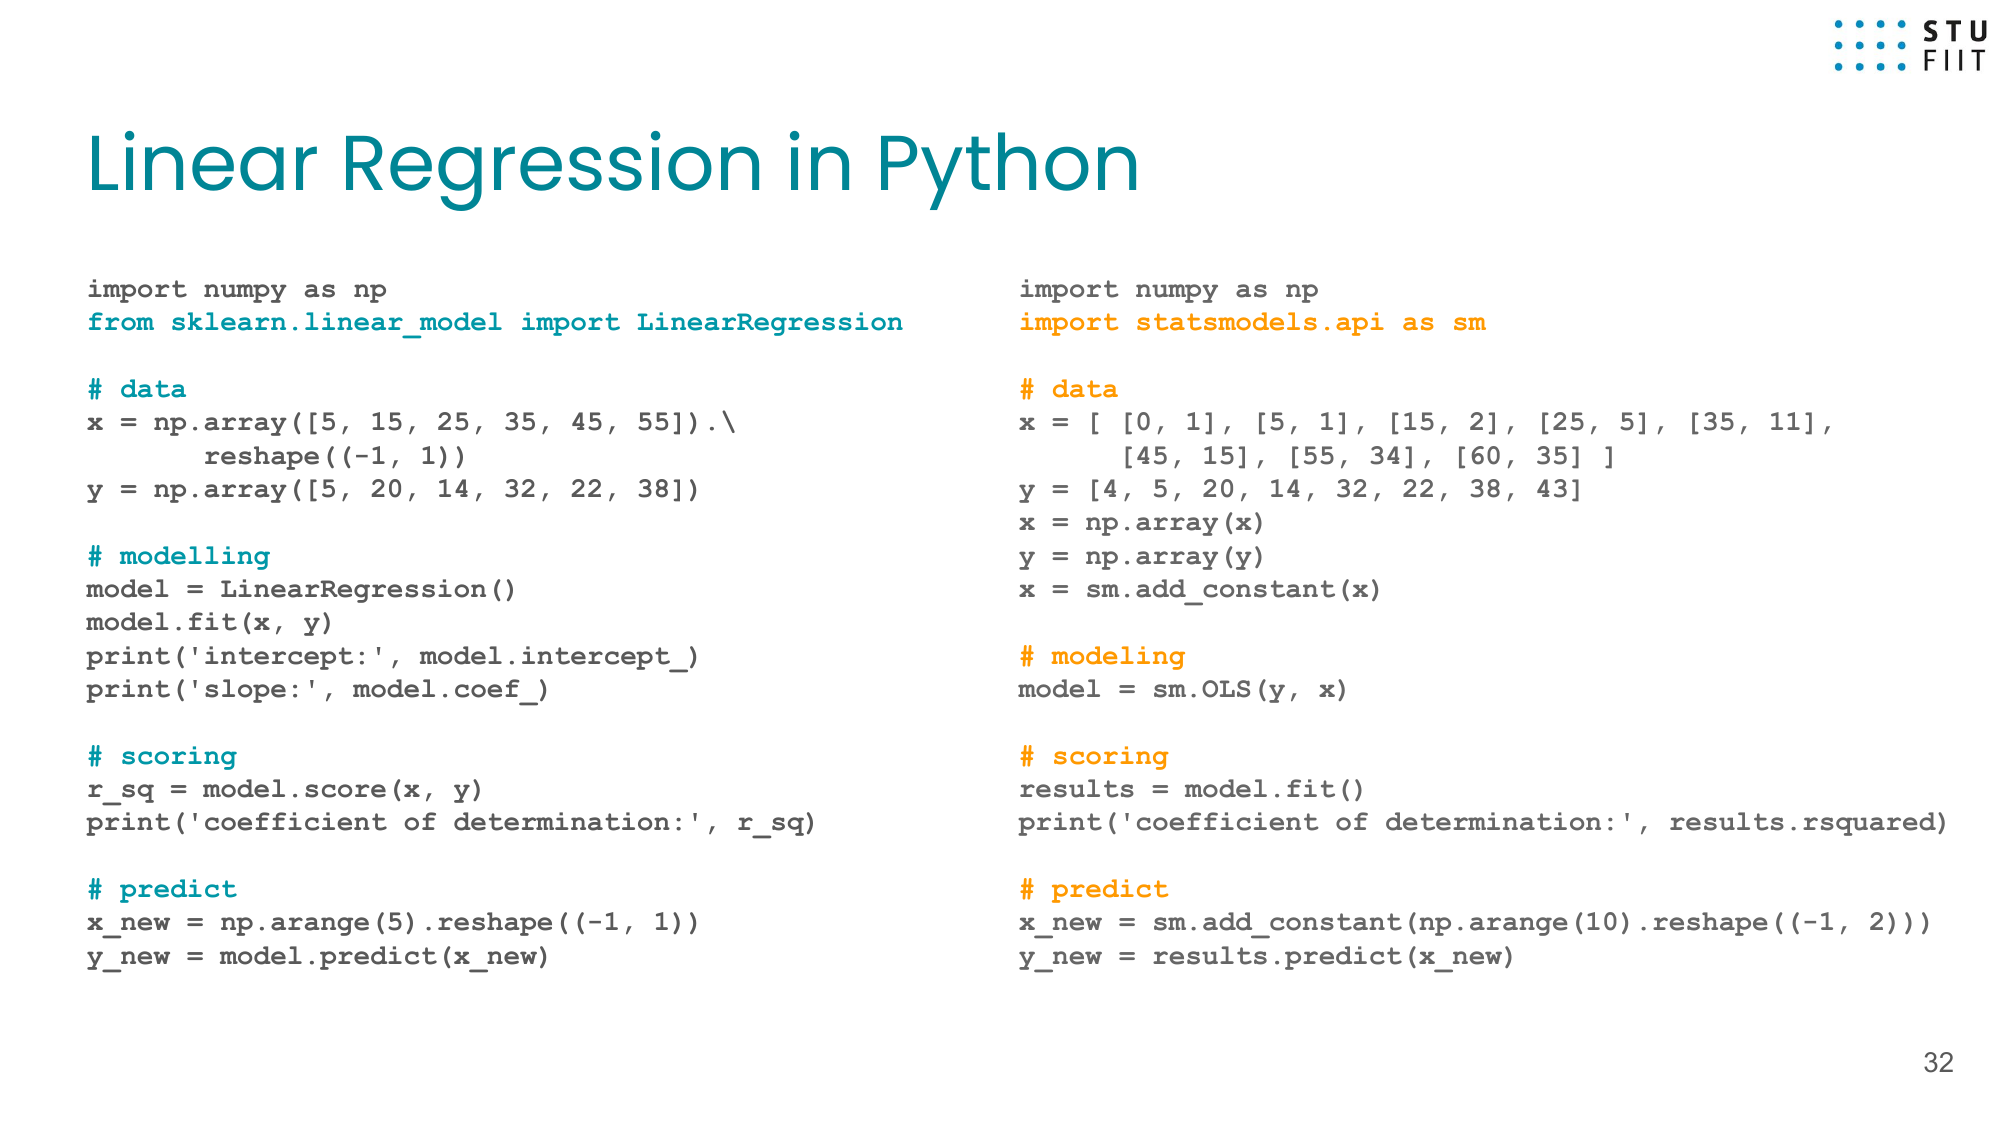 STU
FIIT
Linear Regression in Python
import numpy as np
from sklearn.linear_model import LinearRegression
# data
x = np.array([5, 15, 25, 35, 45, 55]).\
reshape((-1, 1))
y = np.array([5, 20, 14, 32, 22, 38])
# modelling
model = LinearRegression()
model.fit(x, y)
print('intercept:', model.intercept_)
print('slope:', model.coef_)
# scoring
r_sq = model.score(x, y)
print('coefficient of determination:', r_sq)
# predict
x_new = np.arange(5).reshape((-1, 1))
y_new = model.predict(x_new)
import numpy as np
import statsmodels.api as sm
# data
x = [ [0, 1], [5, 1], [15, 2], [25, 5], [35, 11],
[45, 15], [55, 34], [60, 35] ]
y = [4, 5, 20, 14, 32, 22, 38, 43]
x = np.array(x)
y = np.array(y)
x = sm.add_constant(x)
# modeling
model = sm.OLS(y, x)
# scoring
results = model.fit()
print('coefficient of determination:', results.rsquared)
# predict
x_new = sm.add_constant(np.arange(10).reshape((-1, 2)))
y_new = results.predict(x_new)
32